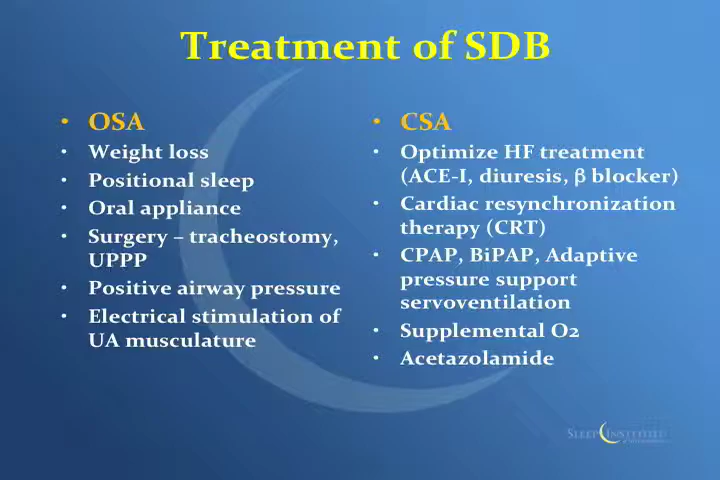 Treatment of SDB
• OSA
• Weight loss
• Positional sleep
• Oral appliance
• Surgery – tracheostomy,
UPPP
• Positive airway pressure
• Electrical stimulation of
UA musculature
• CSA
• Optimize HF treatment
(ACE-I, diuresis, β blocker)
• Cardiac resynchronization
therapy (CRT)
• CPAP, BiPAP, Adaptive
pressure support
servoventilation
• Supplemental O2
• Acetazolamide
SLEEP INSTITUTE